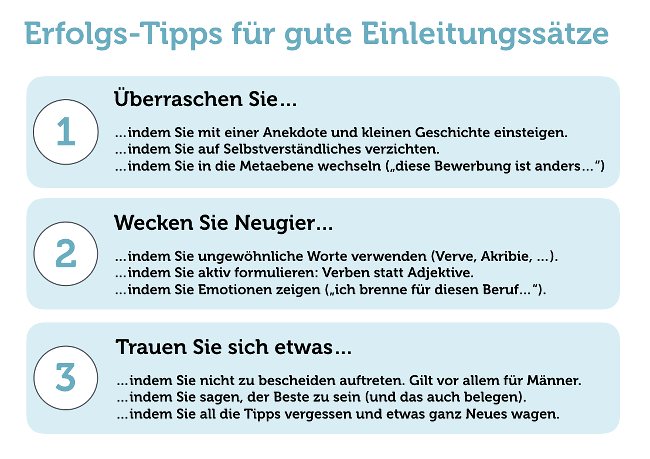 Erfolgs-Tipps für gute Einleitungssätze
1
Überraschen Sie...
...indem Sie mit einer Anekdote und kleinen Geschichte einsteigen.
...indem Sie auf Selbstverständliches verzichten.
...indem Sie in die Metaebene wechseln („diese Bewerbung ist anders...“)
2
Wecken Sie Neugier...
...indem Sie ungewöhnliche Worte verwenden (Verve, Akribie, ...).
...indem Sie aktiv formulieren: Verben statt Adjektive.
...indem Sie Emotionen zeigen („ich brenne für diesen Beruf...“).
3
Trauen Sie sich etwas...
...indem Sie nicht zu bescheiden auftreten. Gilt vor allem für Männer.
...indem Sie sagen, der Beste zu sein (und das auch belegen).
...indem Sie all die Tipps vergessen und etwas ganz Neues wagen.